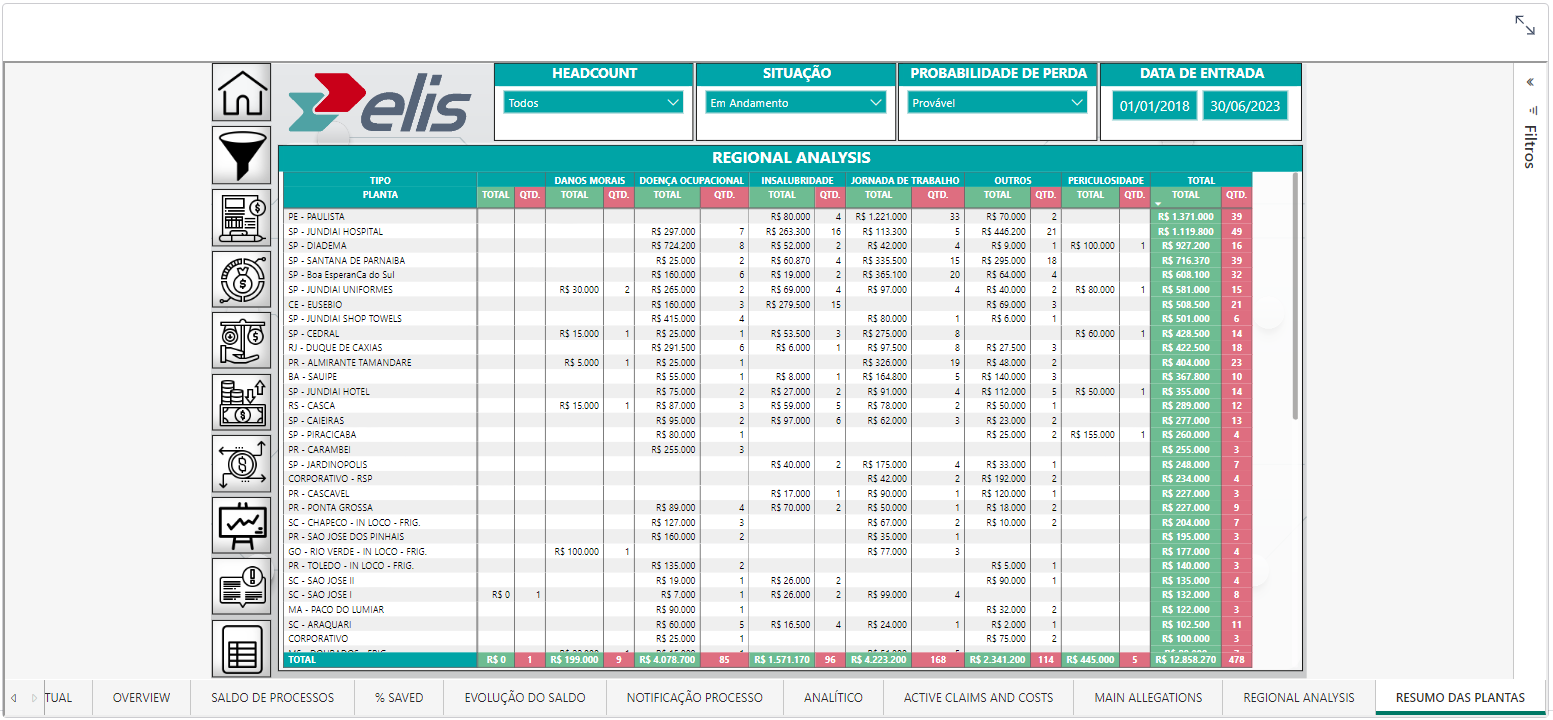 elis
HEADCOUNT SITUAÇÃO PROBABILIDADE DE PERDA DATA DE ENTRADA
Todos Em Andamento Provável 01/01/2018 30/06/2023
Filtros
REGIONAL ANALYSIS
TIPO DANOS MORAIS DOENÇA OCUPACIONAL INSALUBRIDADE JORNADA DE TRABALHO OUTROS PERICULOSIDADE TOTAL
PLANTA TOTAL QTD. TOTAL QTD. TOTAL QTD. TOTAL QTD. TOTAL QTD. TOTAL QTD. TOTAL QTD. TOTAL QTD.
PE - PAULISTA R$ 80.000 4 R$ 1.221.000 33 R$ 70.000 2 R$ 1.371.000 39
SP - JUNDIAI HOSPITAL R$ 297.000 7 R$ 263.300 16 R$ 113.300 5 R$ 446.200 21 R$ 1.119.800 49
SP - DIADEMA R$ 724.200 8 R$ 52.000 2 R$ 42.000 4 R$ 9.000 1 R$ 100.000 1 R$ 927.200 16
SP - SANTANA DE PARNAIBA R$ 25.000 2 R$ 60.870 4 R$ 335.500 15 R$ 295.000 18 R$ 716.370 39
SP - Boa EsperanCa do Sul R$ 160.000 6 R$ 19.000 2 R$ 365.100 20 R$ 64.000 4 R$ 608.100 32
SP - JUNDIAI UNIFORMES R$ 30.000 2 R$ 265.000 2 R$ 69.000 4 R$ 97.000 4 R$ 40.000 2 R$ 80.000 1 R$ 581.000 15
CE - EUSEBIO R$ 160.000 3 R$ 279.500 15 R$ 69.000 3 R$ 508.500 21
SP - JUNDIAI SHOP TOWELS R$ 415.000 4 R$ 80.000 1 R$ 6.000 1 R$ 501.000 6
SP - CEDRAL R$ 15.000 1 R$ 25.000 1 R$ 53.500 3 R$ 275.000 8 R$ 60.000 1 R$ 428.500 14
RJ - DUQUE DE CAXIAS R$ 291.500 6 R$ 6.000 1 R$ 97.500 8 R$ 27.500 3 R$ 422.500 18
PR - ALMIRANTE TAMANDARE R$ 5.000 1 R$ 25.000 1 R$ 326.000 19 R$ 48.000 2 R$ 404.000 23
BA - SAUIPE R$ 55.000 1 R$ 8.000 1 R$ 164.800 5 R$ 140.000 3 R$ 367.800 10
SP - JUNDIAI HOTEL R$ 75.000 2 R$ 27.000 2 R$ 91.000 4 R$ 112.000 5 R$ 50.000 1 R$ 355.000 14
RS - CASCA R$ 15.000 1 R$ 87.000 3 R$ 59.000 5 R$ 78.000 2 R$ 50.000 1 R$ 289.000 12
SP - CAIEIRAS R$ 95.000 2 R$ 97.000 6 R$ 62.000 3 R$ 23.000 2 R$ 277.000 13
SP - PIRACICABA R$ 80.000 1 R$ 25.000 2 R$ 155.000 1 R$ 260.000 4
PR - CARAMBEI R$ 255.000 3 R$ 255.000 3
SP - JARDINOPOLIS R$ 40.000 2 R$ 175.000 4 R$ 33.000 1 R$ 248.000 7
CORPORATIVO - RSP R$ 42.000 2 R$ 192.000 2 R$ 234.000 4
PR - CASCAVEL R$ 17.000 1 R$ 90.000 1 R$ 120.000 1 R$ 227.000 3
PR - PONTA GROSSA R$ 89.000 4 R$ 70.000 2 R$ 50.000 1 R$ 18.000 2 R$ 227.000 9
SC - CHAPECO - IN LOCO - FRIG. R$ 127.000 3 R$ 67.000 2 R$ 10.000 2 R$ 204.000 7
PR - SAO JOSE DOS PINHAIS R$ 160.000 2 R$ 35.000 1 R$ 195.000 3
GO - RIO VERDE - IN LOCO - FRIG. R$ 100.000 1 R$ 77.000 3 R$ 177.000 4
PR - TOLEDO - IN LOCO - FRIG. R$ 135.000 2 R$ 5.000 1 R$ 140.000 3
SC - SAO JOSE II R$ 19.000 1 R$ 26.000 2 R$ 90.000 1 R$ 135.000 4
SC - SAO JOSE I R$ 0 1 R$ 7.000 1 R$ 26.000 2 R$ 99.000 4 R$ 132.000 8
MA - PACO DO LUMIAR R$ 90.000 1 R$ 32.000 2 R$ 122.000 3
SC - ARAQUARI R$ 60.000 5 R$ 16.500 4 R$ 24.000 1 R$ 2.000 1 R$ 102.500 11
CORPORATIVO R$ 25.000 1 R$ 75.000 2 R$ 100.000 3
TOTAL R$ 0 1 R$ 199.000 9 R$ 4.078.700 85 R$ 1.571.170 96 R$ 4.223.200 168 R$ 2.341.200 114 R$ 445.000 5 R$ 12.858.270 478
TUAL OVERVIEW SALDO DE PROCESSOS % SAVED EVOLUÇÃO DO SALDO NOTIFICAÇÃO PROCESSO ANALÍTICO ACTIVE CLAIMS AND COSTS MAIN ALLEGATIONS REGIONAL ANALYSIS RESUMO DAS PLANTAS